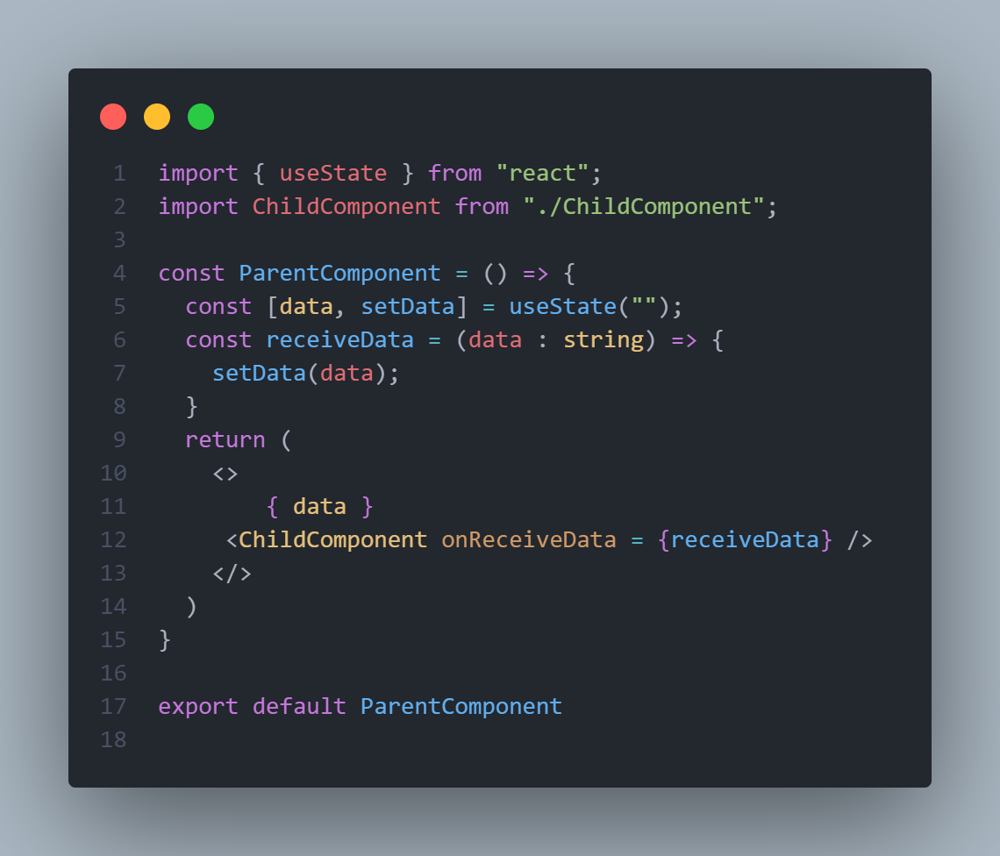 1 import { useState } from "react";
2 import ChildComponent from "./ChildComponent";
3
4 const ParentComponent = () => {
5   const [data, setData] = useState("");
6   const receiveData = (data : string) => {
7     setData(data);
8   }
9   return (
10     <>
11         { data }
12      <ChildComponent onReceiveData = {receiveData} />
13     </>
14   )
15 }
16
17 export default ParentComponent
18